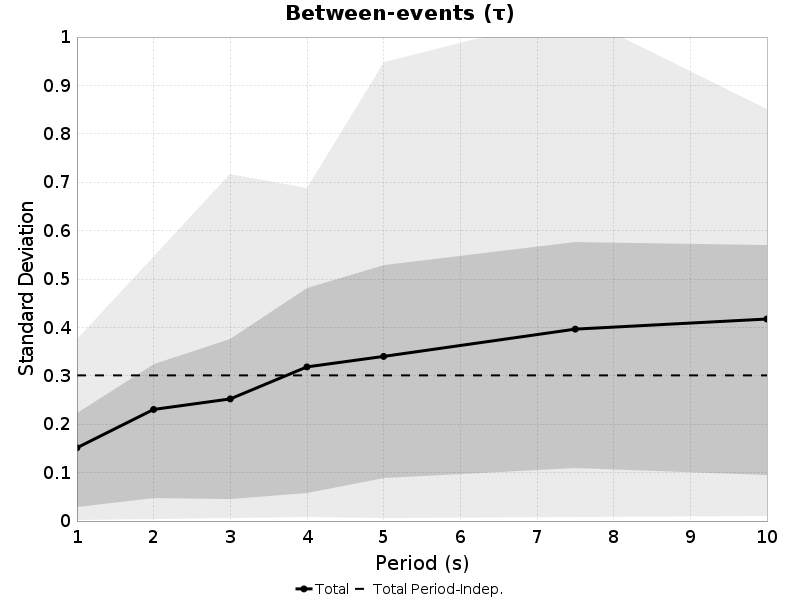 Between-events (τ)
1
0.9
0.8
0.7
0.6
0.5
0.4
0.3
0.2
0.1
0
Standard Deviation
1 2 3 4 5 6 7 8 9 10
Period (s)
Total Total Period-Indep.